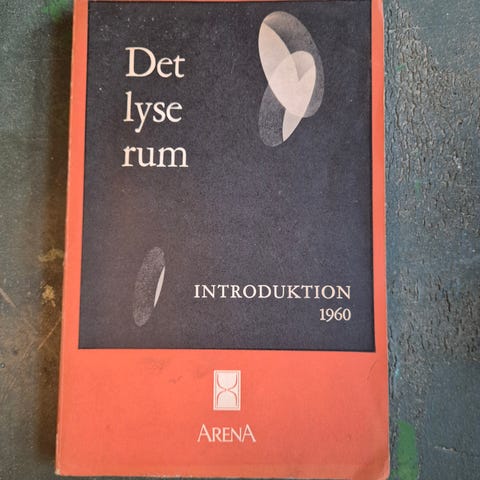 Det
lyse
rum
INTRODUKTION
1960
ARENA